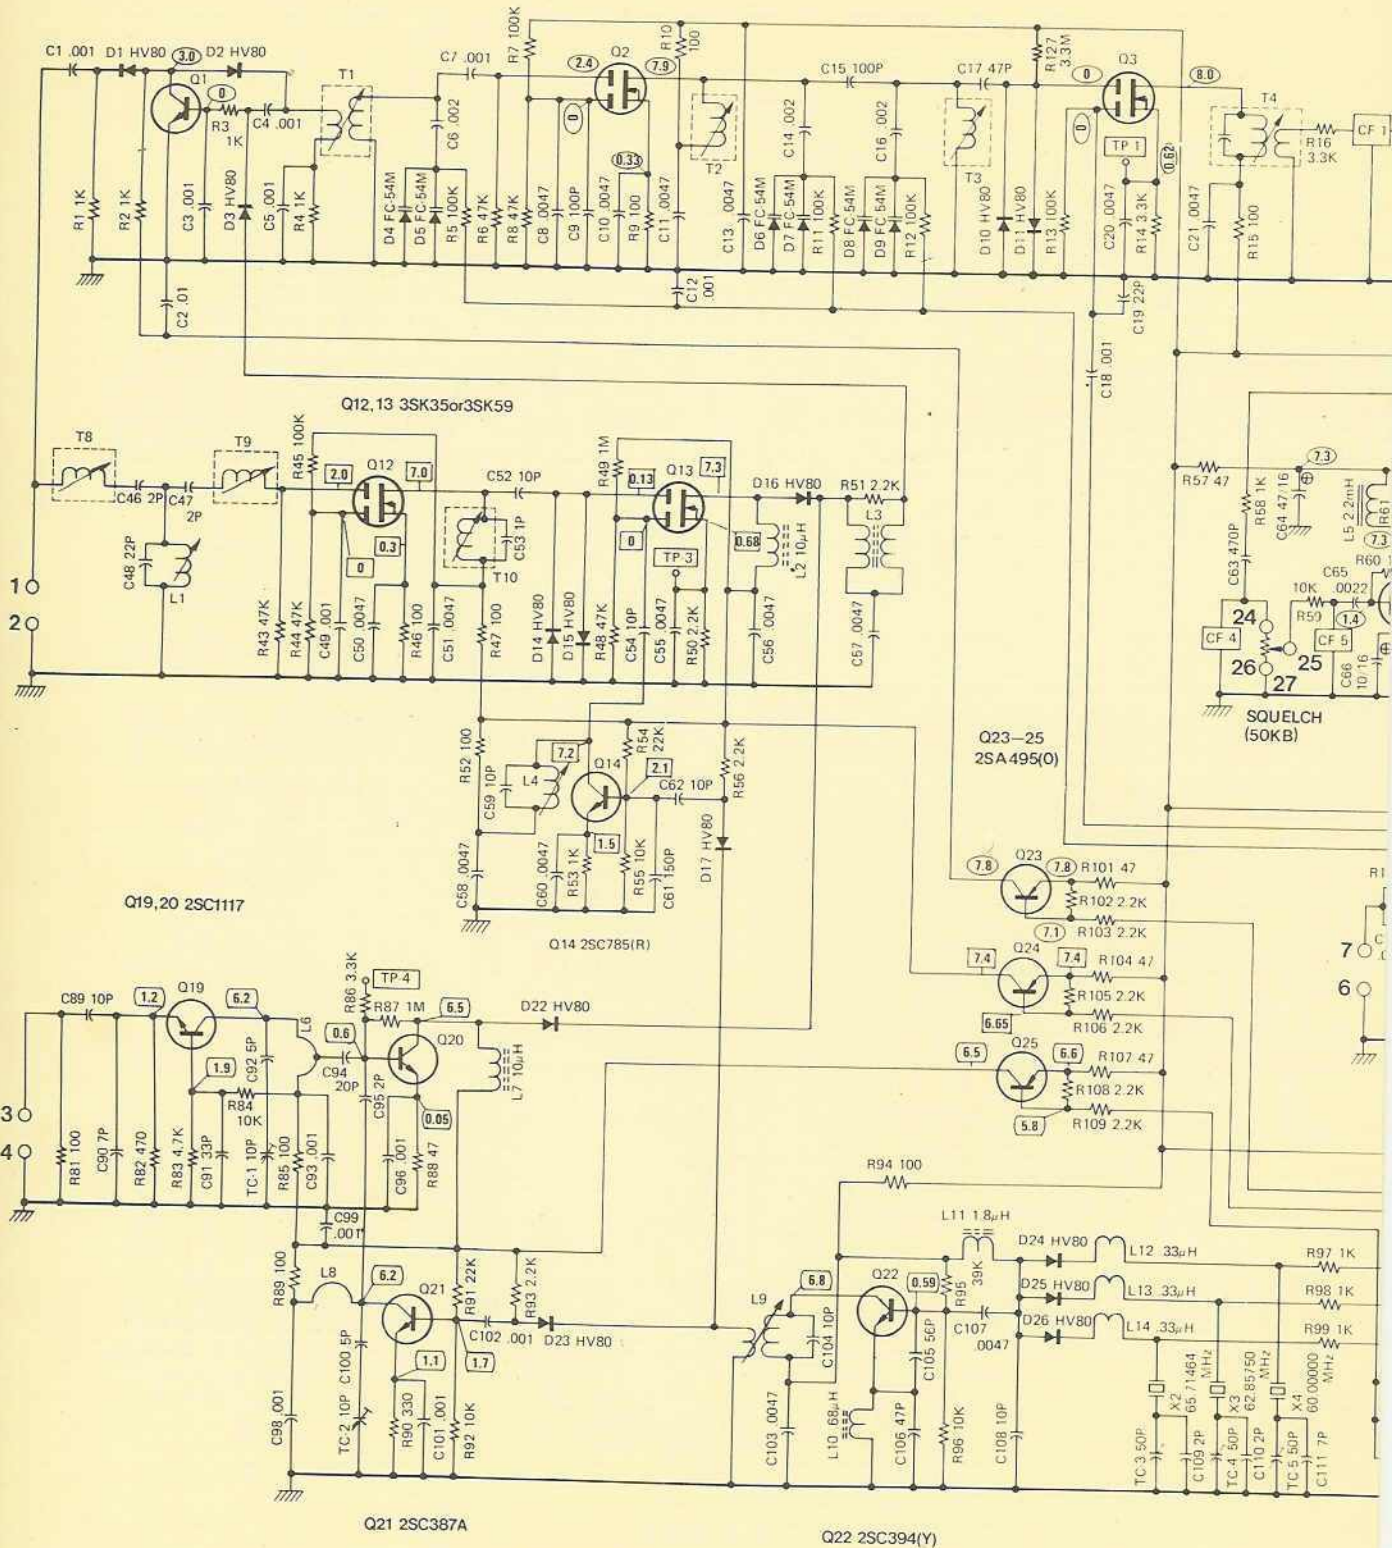 C1 .001
D1 HV80
3.0
D2 HV80
Q1
0
R3
1K
C4 .001
T1
C7 .001
R7 100K
2.4
Q2
7.9
R10
100
C15 100P
C17 47P
R127
3.3M
0
Q3
8.0
T4
R16
3.3K
CF 1
R1 1K
R2 1K
C3 .001
D3 HV80
C5 .001
R4 1K
C6 .002
D4 FC-54M
D5 FC-54M
R5 100K
R6 47K
R8 47K
C8 .0047
0
C9 100P
C10 .0047
0.33
R9 100
C11 .0047
T2
C13 .0047
C14 .002
D6 FC-54M
D7 FC-54M
R11 100K
C16 .002
D8 FC-54M
D9 FC-54M
R12 100K
T3
D10 HV80
D11 HV80
R13 100K
0
TP 1
0.62
C20 .0047
R14 3.3K
C21 .0047
R15 100
C2 .01
C12
.001
C19 22P
C18 .001
Q12,13 3SK35or3SK59
T8
C46 2P
C47
2P
T9
C48 22P
L1
1
2
R45 100K
2.0
Q12
7.0
0.3
0
C52 10P
C53 1P
T10
R43 47K
R44 47K
C49 .001
C50 .0047
R46 100
C51 .0047
R47 100
R49 1M
0.13
Q13
7.3
0
TP-3
0.68
D14 HV80
D15 HV80
R48 47K
C54 10P
C55 .0047
R50 2.2K
D16 HV80
L2 10μH
C56 .0047
R51 2.2K
L3
C57 .0047
R57 47
R58 1K
7.3
C64 47/16
L5 2.2mH
R61
7.3
R60 1
C63 470P
10K
R59
C65
.0022
1.4
24
CF 4
CF 5
25
26
27
C66
10/16
SQUELCH
(50KB)
R52 100
C59 10P
L4
7.2
Q14
R54
22K
2.1
C62 10P
R56 2.2K
1.5
C58 .0047
C60 .0047
R53 1K
R55 10K
C61 150P
D17 HV80
Q14 2SC785(R)
Q23—25
2SA495(O)
7.8
Q23
7.8
R101 47
R102 2.2K
R103 2.2K
7.1
Q24
7.4
7.4
R104 47
R105 2.2K
R106 2.2K
6.65
Q25
6.5
6.6
R107 47
R108 2.2K
R109 2.2K
5.8
R1
7
6
Q19,20 2SC1117
C89 10P
1.2
Q19
6.2
L6
1.9
R84
10K
C92 5P
C94
20P
R86 3.3K
TP-4
R87 1M
6.5
0.6
Q20
D22 HV80
L7 10μH
C95 2P
0.05
3
4
R81 100
C90 7P
R82 470
R83 4.7K
C91 33P
TC-1 10P
R85 100
C93 .001
C96 .001
R88 47
C99
.001
R89 100
L8
6.2
Q21
R91 22K
R93 2.2K
C102 .001
D23 HV80
1.7
1.1
C98 .001
TC-2 10P
C100 5P
R90 330
C101 .001
R92 10K
Q21 2SC387A
L9
6.8
Q22
0.59
C104 10P
C105 56P
C103 .0047
L10 .68μH
C106 47P
R96 10K
C108 10P
R94 100
L11 1.8μH
R95
39K
C107
.0047
D24 HV80
L12 .33μH
D25 HV80
L13 .33μH
D26 HV80
L14 .33μH
R97 1K
R98 1K
R99 1K
X2
65.71464
MHz
X3
62.85750
MHz
X4
60.00000
MHz
TC 3 50P
C109 2P
TC 4 50P
C110 2P
TC 5 50P
C111 7P
Q22 2SC394(Y)